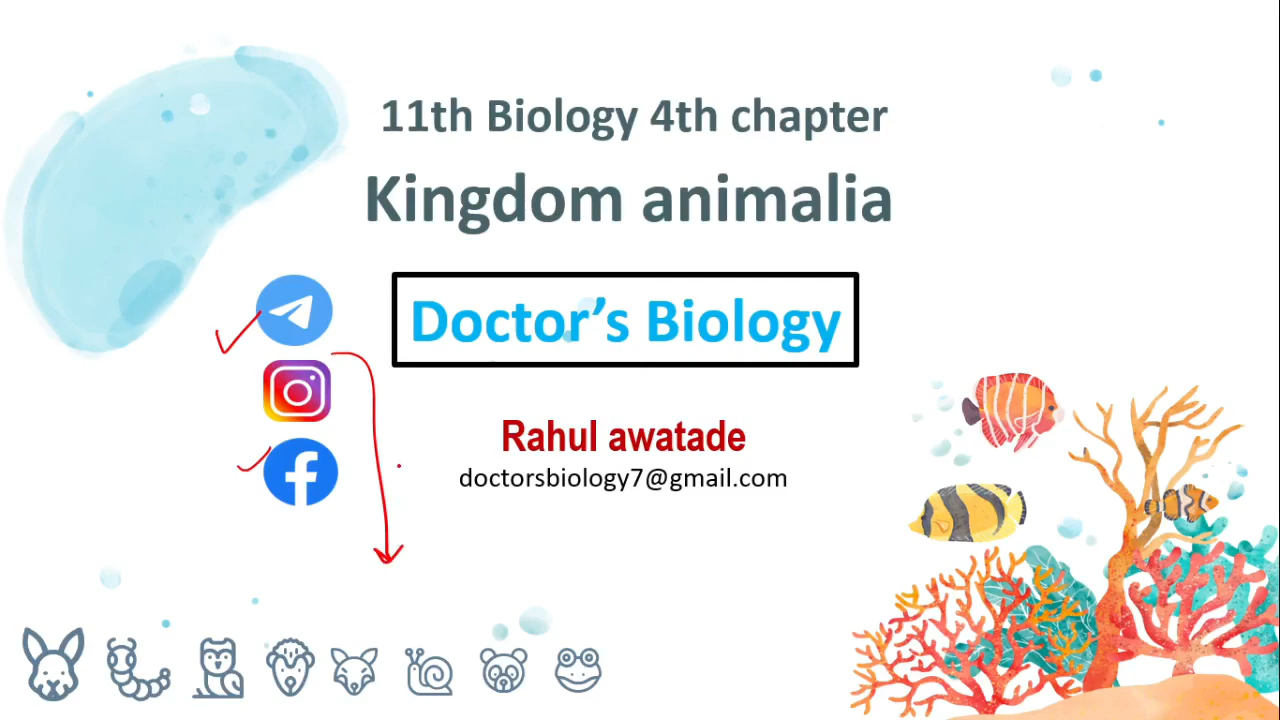 11th Biology 4th chapter
Kingdom animalia
Doctor’s Biology
Rahul awatade
doctorsbiology7@gmail.com